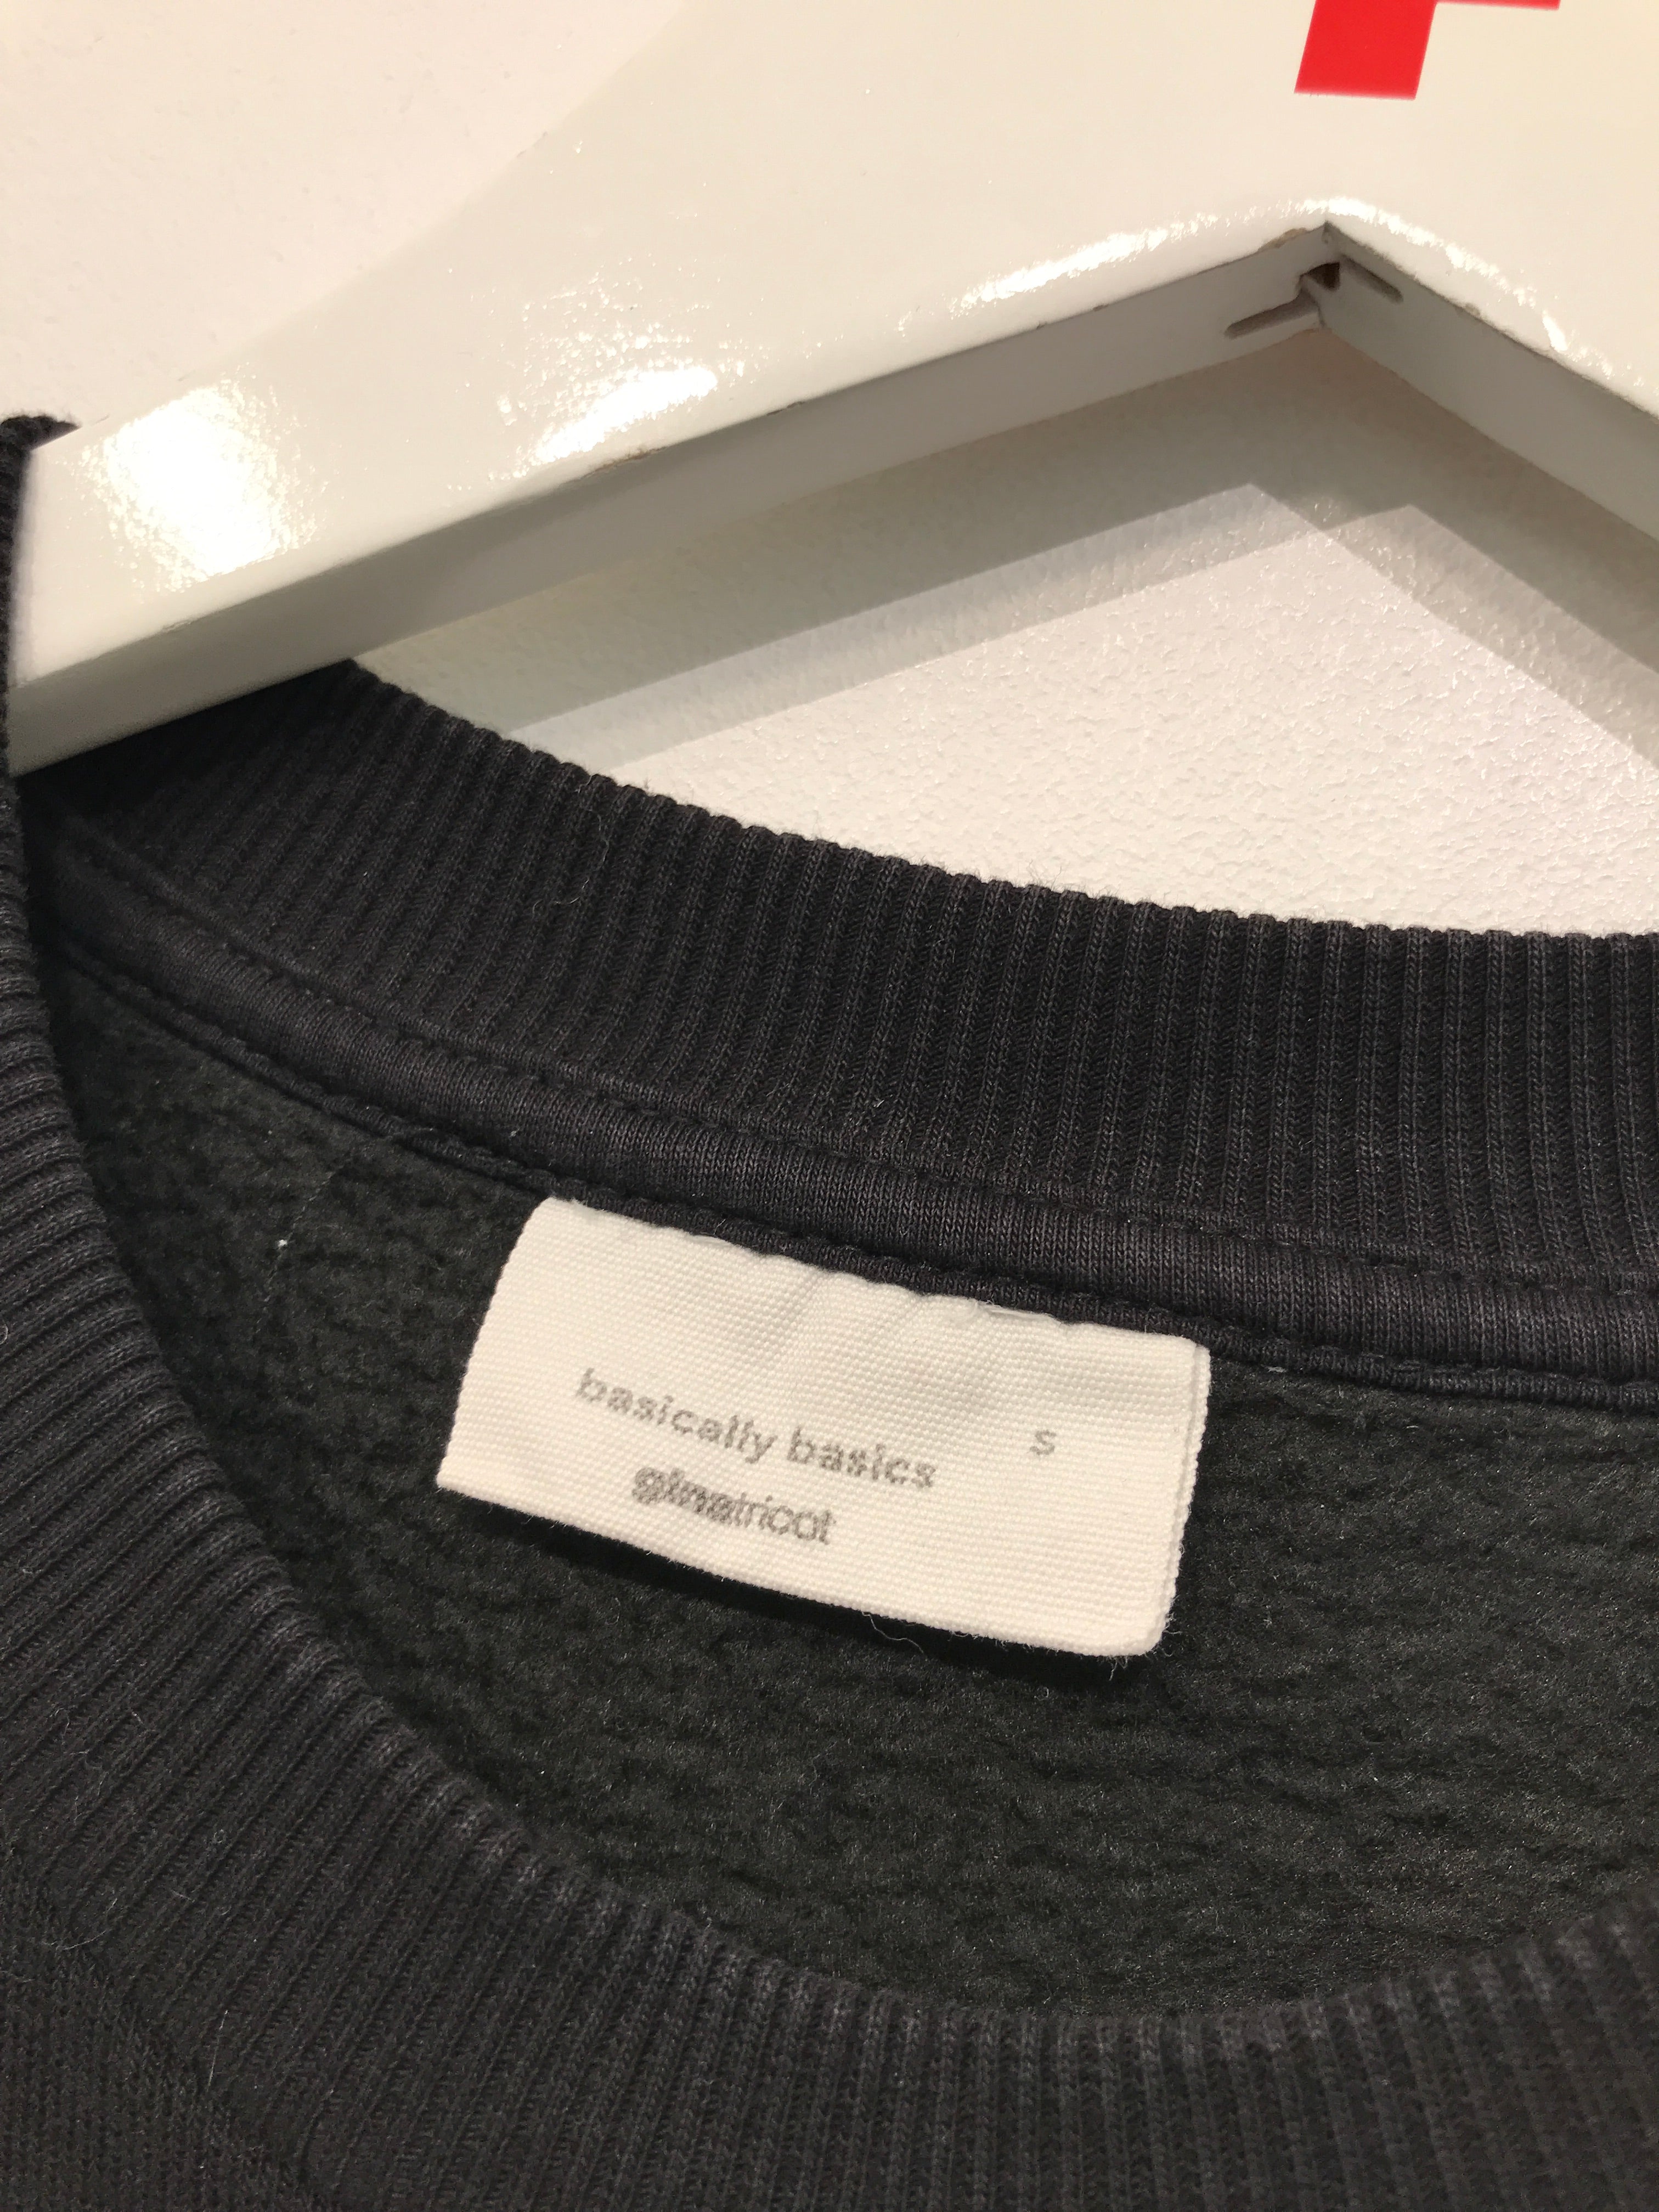 basically basics
S
ginatricot